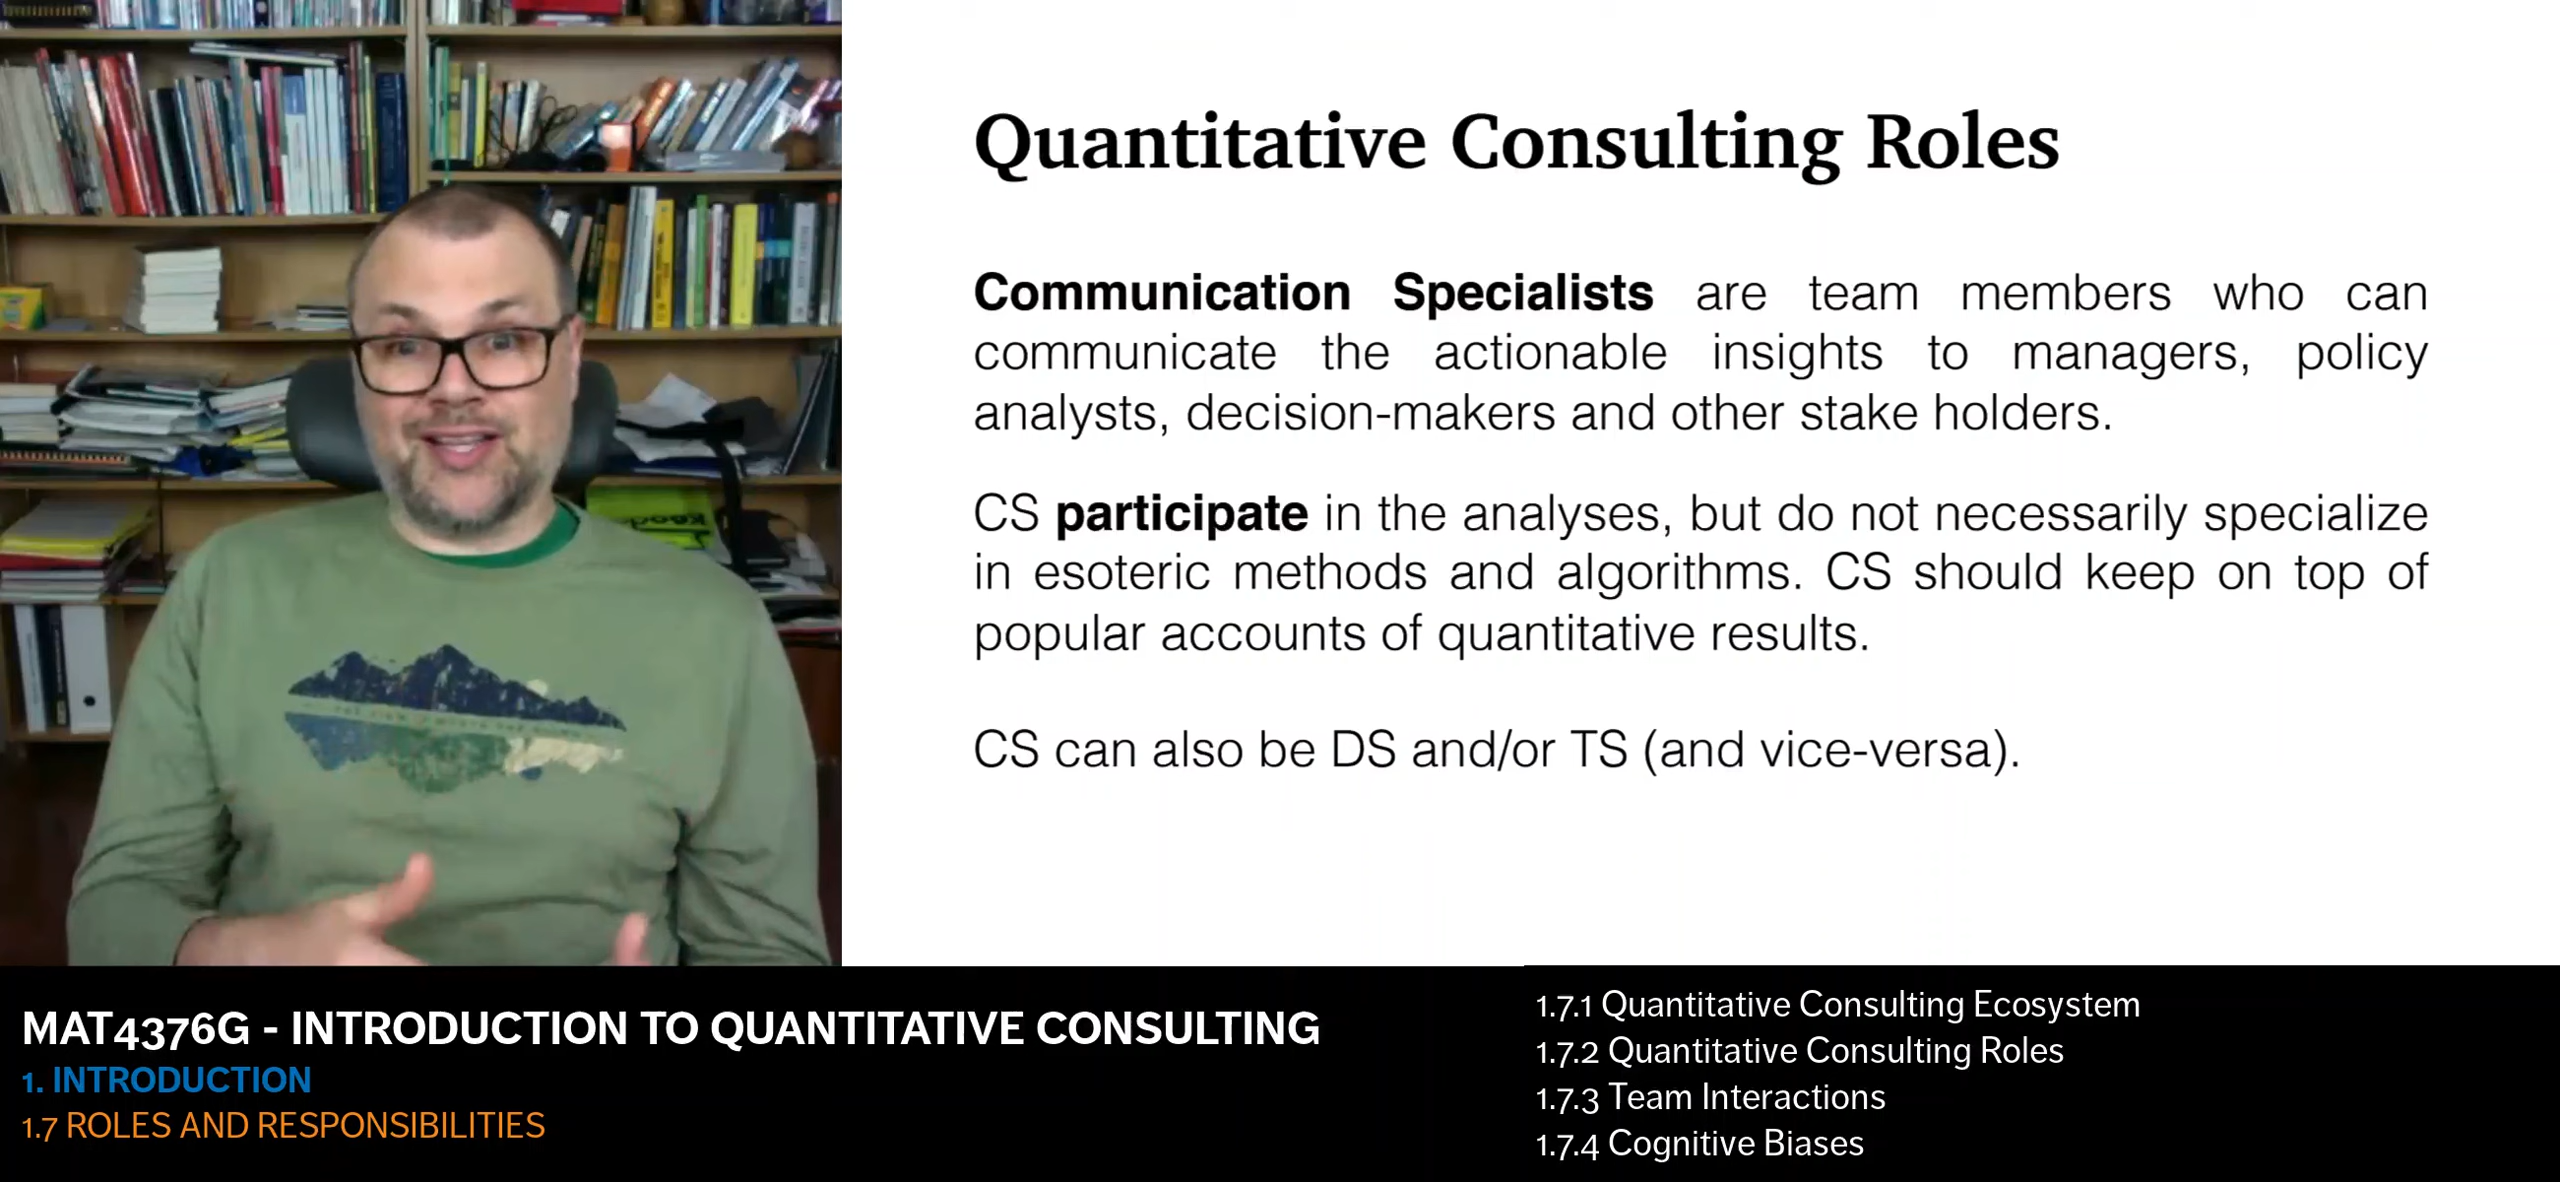 Quantitative Consulting Roles
Communication Specialists are team members who can
communicate the actionable insights to managers, policy
analysts, decision-makers and other stake holders.
CS participate in the analyses, but do not necessarily specialize
in esoteric methods and algorithms. CS should keep on top of
popular accounts of quantitative results.
CS can also be DS and/or TS (and vice-versa).
MAT4376G - INTRODUCTION TO QUANTITATIVE CONSULTING
1. INTRODUCTION
1.7 ROLES AND RESPONSIBILITIES
1.7.1 Quantitative Consulting Ecosystem
1.7.2 Quantitative Consulting Roles
1.7.3 Team Interactions
1.7.4 Cognitive Biases